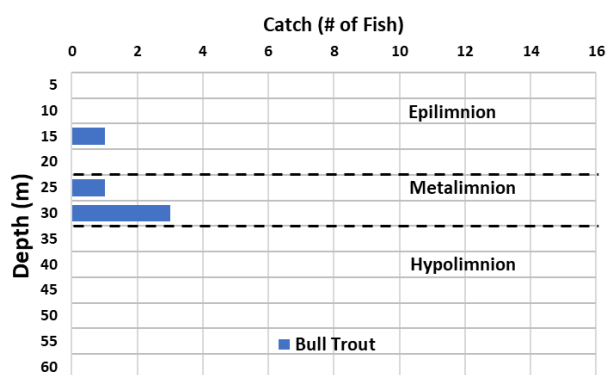 Catch (# of Fish)
0 2 4 6 8 10 12 14 16
Depth (m)
5
10
15
20
25
30
35
40
45
50
55
60
Epilimnion
Metalimnion
Hypolimnion
Bull Trout